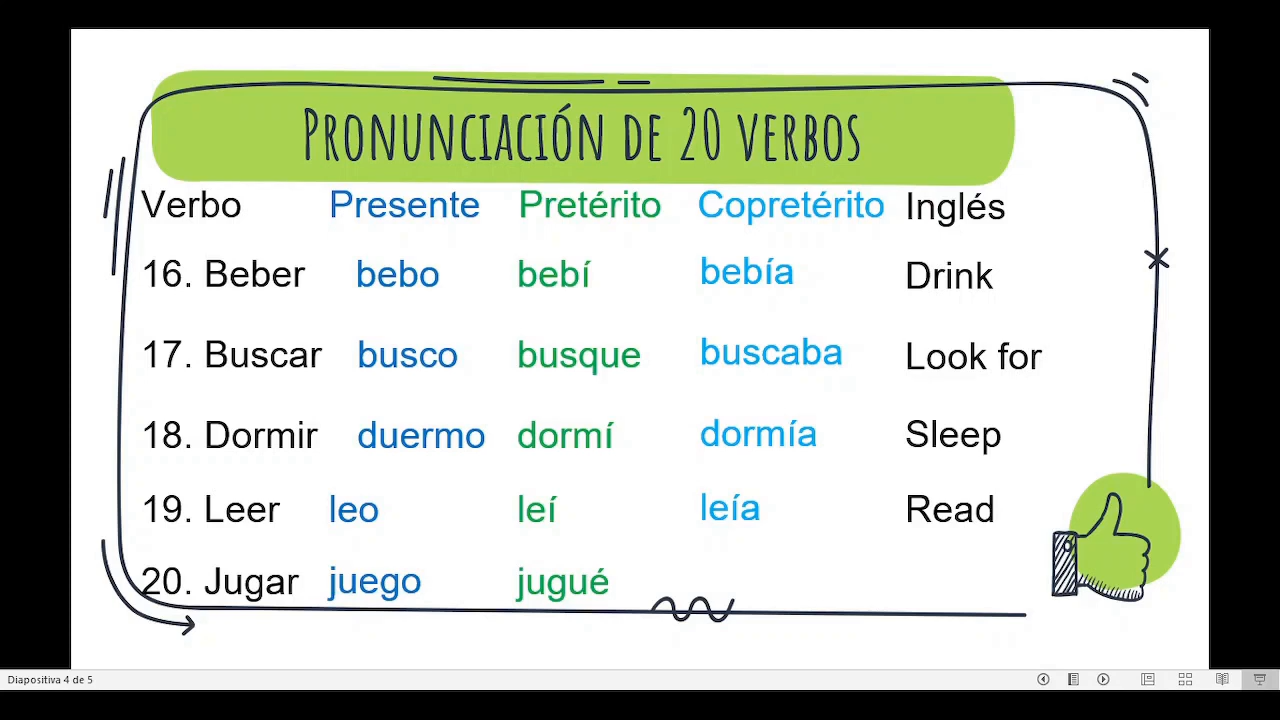 PRONUNCIACIÓN DE 20 VERBOS
Verbo Presente Pretérito Copretérito Inglés
16. Beber bebo bebí bebía Drink
17. Buscar busco busque buscaba Look for
18. Dormir duermo dormí dormía Sleep
19. Leer leo leí leía Read
20. Jugar juego jugué
Diapositiva 4 de 5